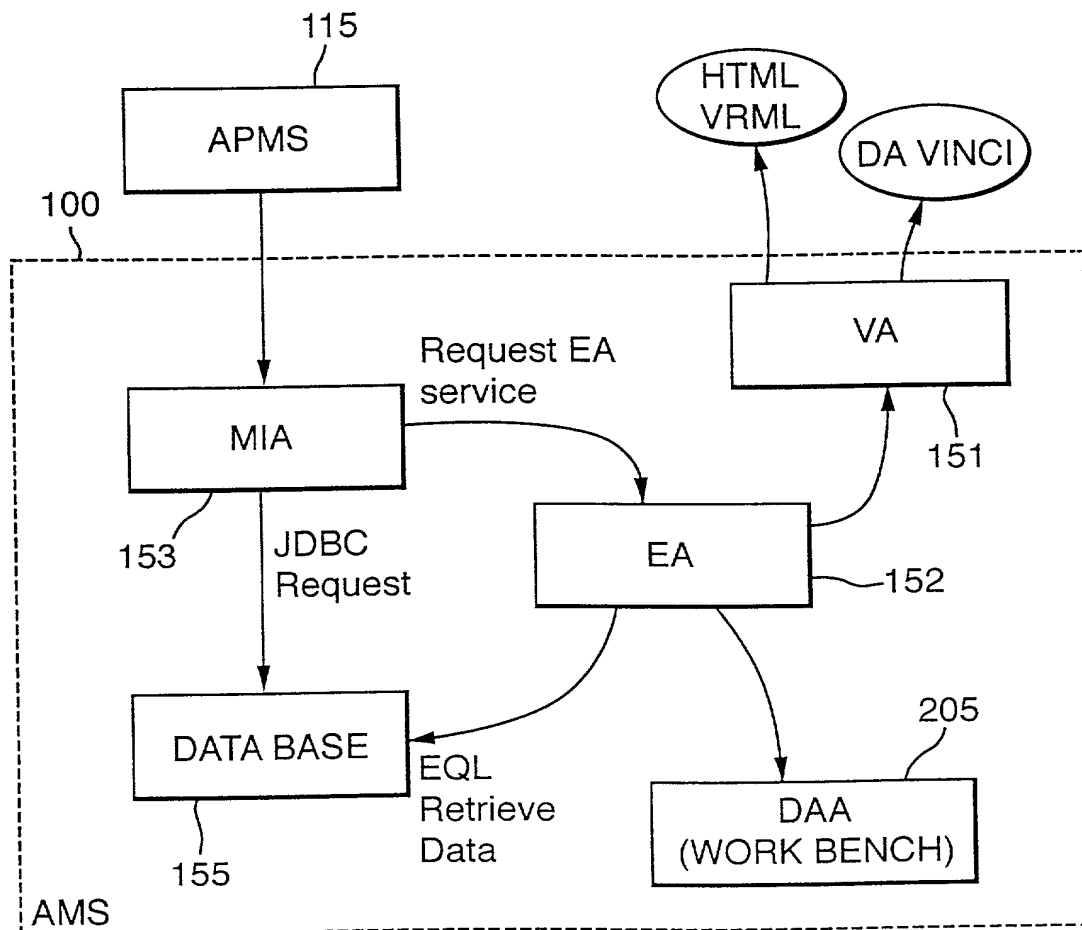 115
APMS
HTML
VRML
DA VINCI
100
VA
151
Request EA
service
MIA
153
JDBC
Request
EA
152
DATA BASE
155
EQL
Retrieve
Data
205
DAA
(WORK BENCH)
AMS